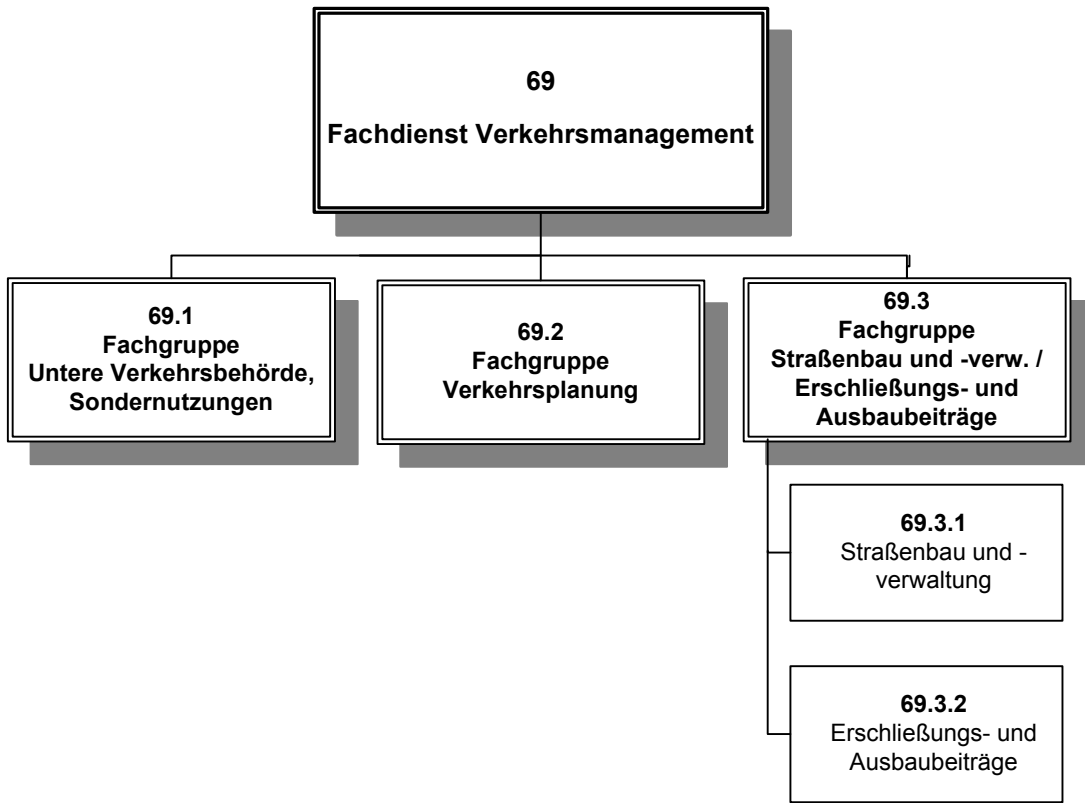 69
Fachdienst Verkehrsmanagement
69.1
Fachgruppe
Untere Verkehrsbehörde,
Sondernutzungen
69.2
Fachgruppe
Verkehrsplanung
69.3
Fachgruppe
Straßenbau und -verw. /
Erschließungs- und
Ausbaubeiträge
69.3.1
Straßenbau und -
verwaltung
69.3.2
Erschließungs- und
Ausbaubeiträge